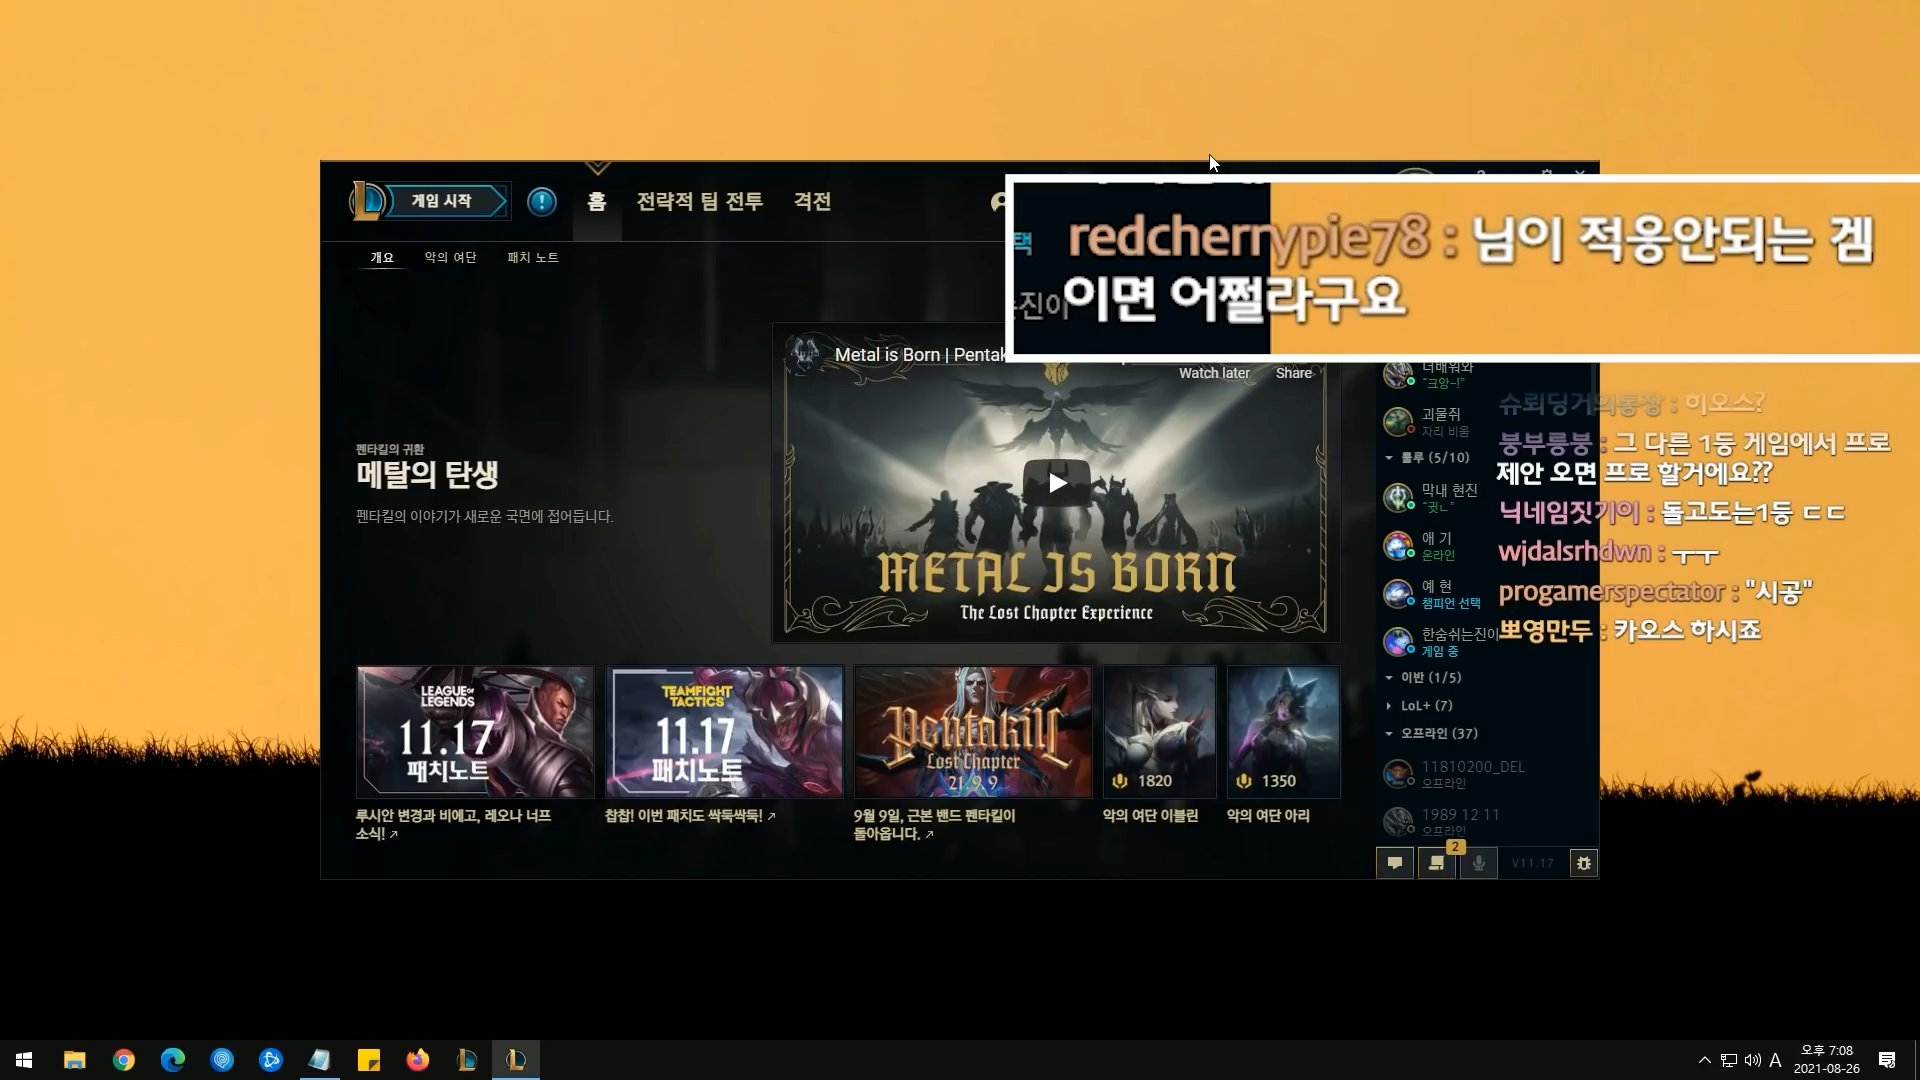 게임 시작
홈
전략적 팀 전투
격전
개요
악의 여단
패치 노트
택
redcherrypie78 : 님이 적응안되는 겜
이면 어쩔라구요
진이
펜타킬의 귀환
메탈의 탄생
펜타킬의 이야기가 새로운 국면에 접어듭니다.
Metal is Born | Pentak
Watch later
Share
METAL IS BORN
The Lost Chapter Experience
너배워와
"크앙~!"
괴물쥐
자리 비움
룰루 (5/10)
막내 현진
"귓ㄴ"
애 기
온라인
예 현
챔피언 선택
한숨쉬는진이
게임 중
이반 (1/5)
LoL+ (7)
오프라인 (37)
11810200_DEL
오프라인
1989 12 11
오프라인
슈뢰딩거의통장 : 히오스?
붕부릉붕 : 그 다른 1등 게임에서 프로
제안 오면 프로 할거에요??
닉네임짓기이 : 돌고도는1등 ㄷㄷ
wjdalsrhdwn : ㅜㅜ
progamerspectator : "시공"
뽀영만두 : 카오스 하시죠
LEAGUE OF
LEGENDS
11.17
패치노트
루시안 변경과 비에고, 레오나 너프
소식!
TEAMFIGHT
TACTICS
11.17
패치노트
찹찹! 이번 패치도 싹둑싹둑!
Pentakill
Lost Chapter
21.9.9
9월 9일, 근본 밴드 펜타킬이
돌아옵니다.
1820
악의 여단 이블린
1350
악의 여단 아리
2
V11.17
A
오후 7:08
2021-08-26